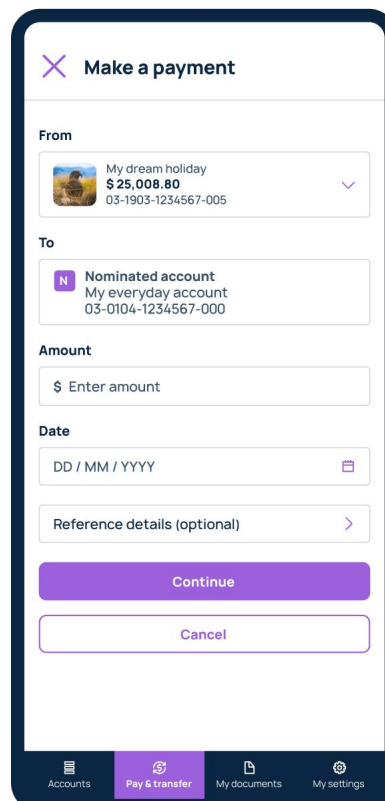 Make a payment
From
My dream holiday
$ 25,008.80
03-1903-1234567-005
To
N
Nominated account
My everyday account
03-0104-1234567-000
Amount
$ Enter amount
Date
DD / MM / YYYY
Reference details (optional)
Continue
Cancel
Accounts
Pay & transfer
My documents
My settings